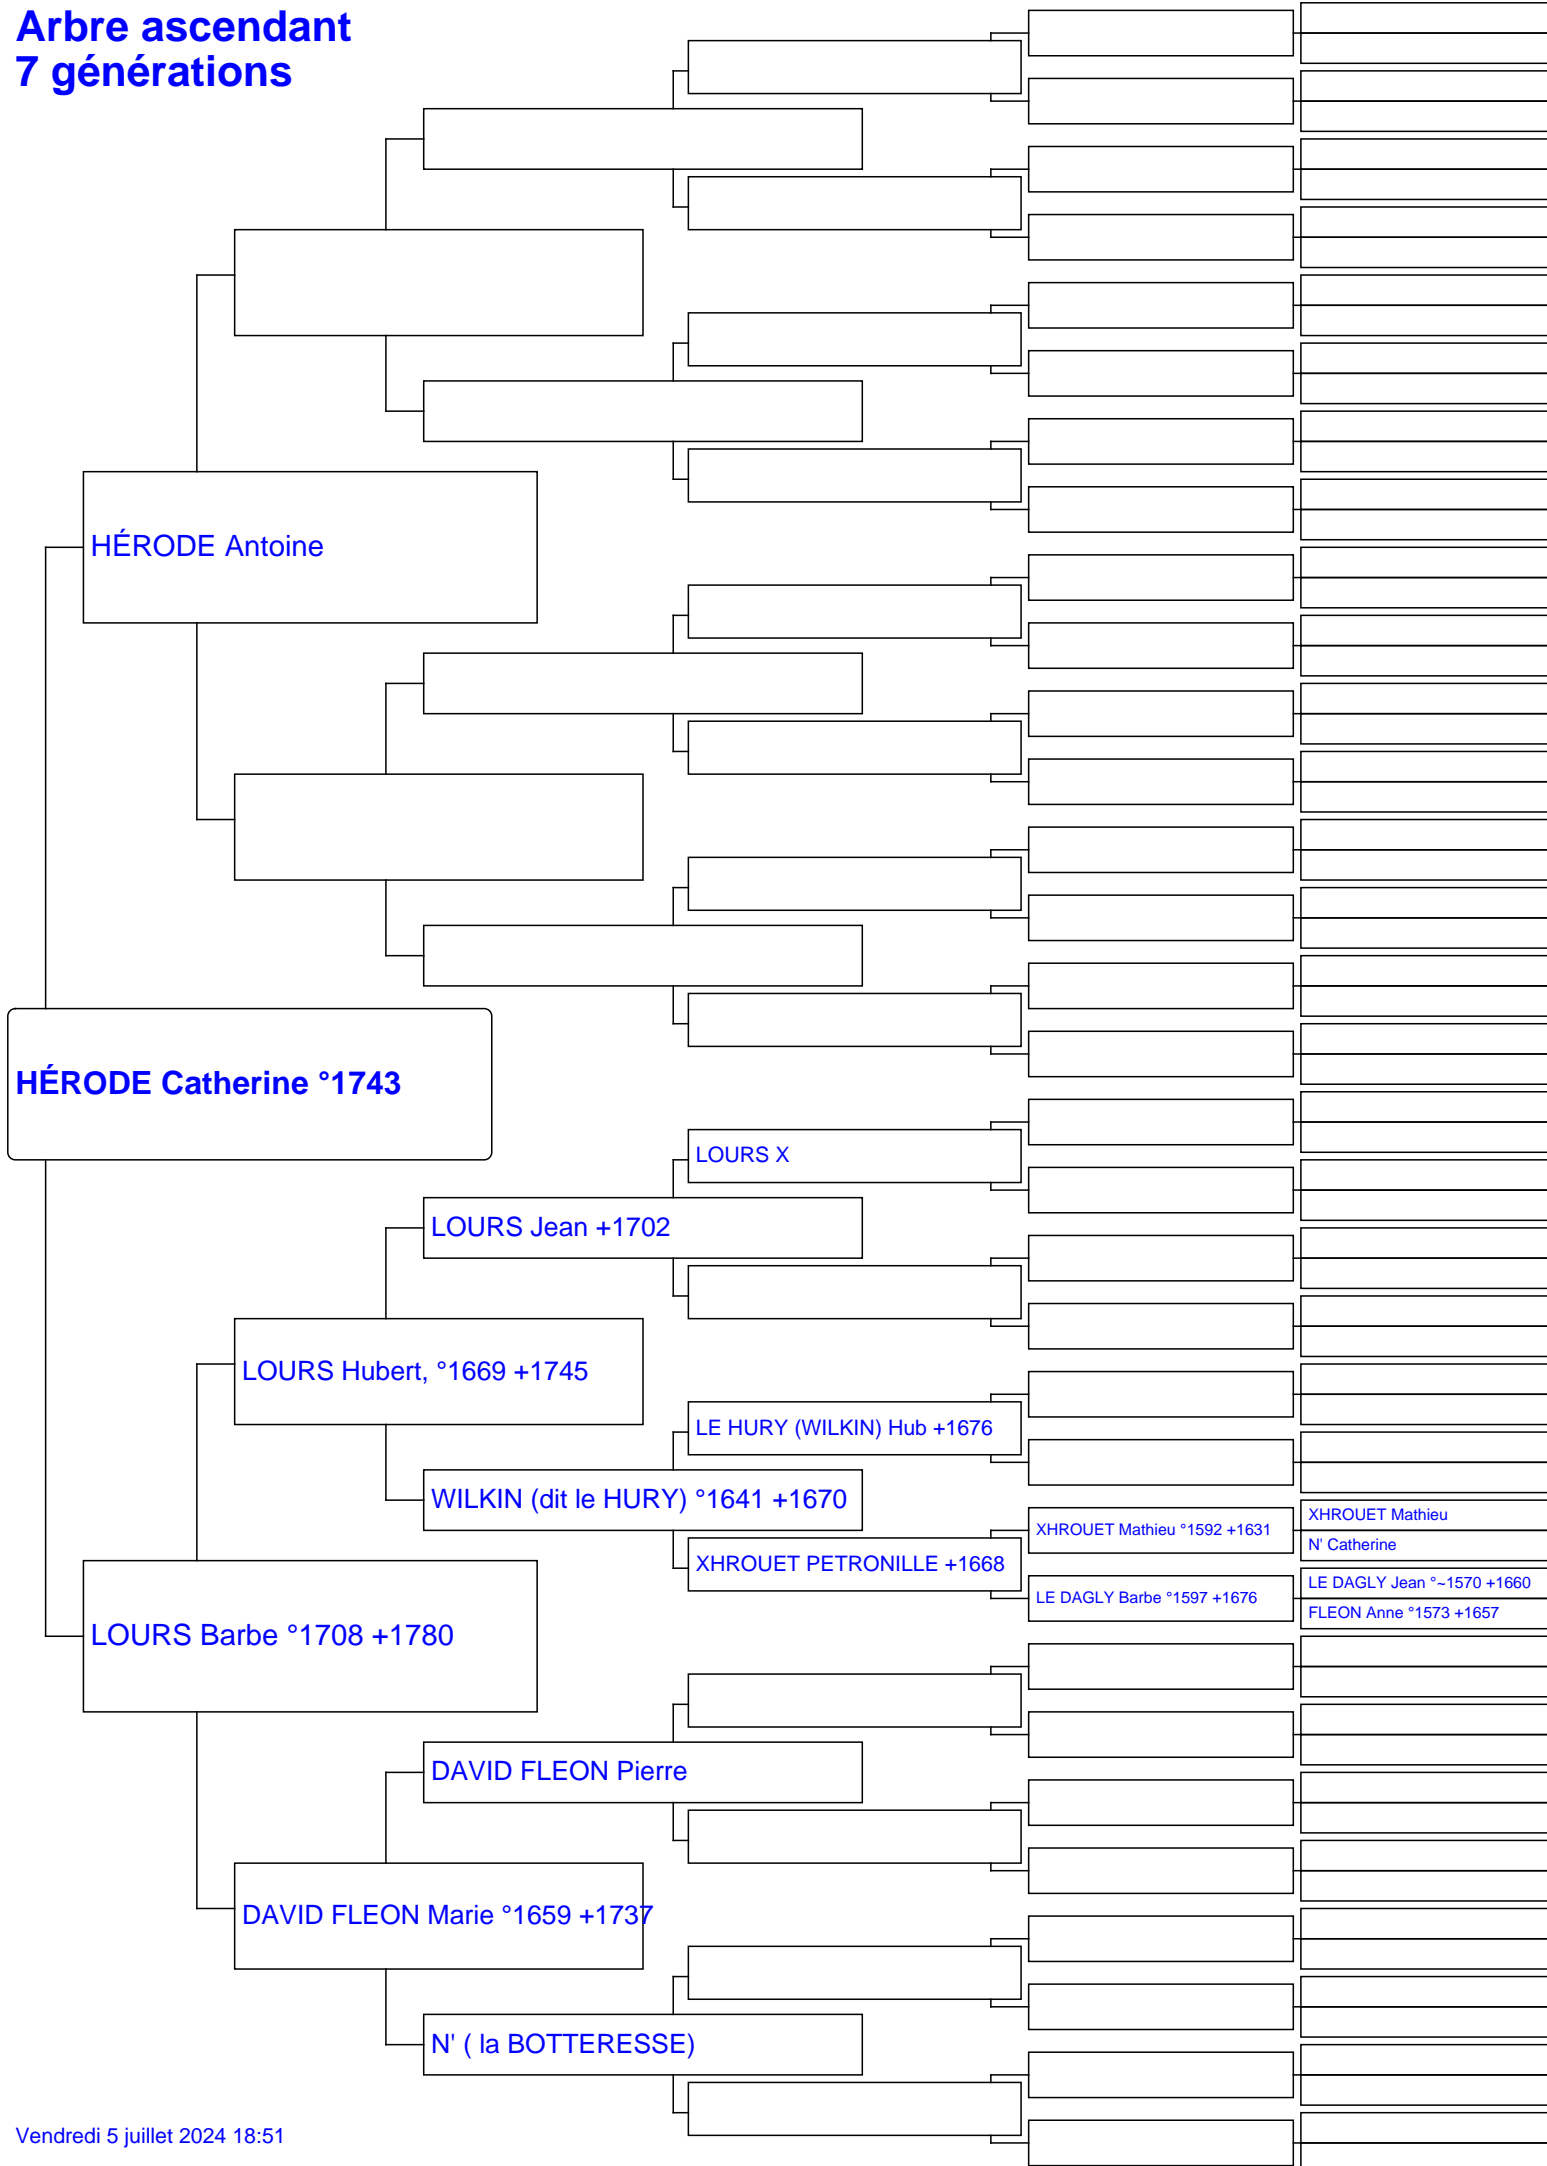 Arbre ascendant
7 générations
HÉRODE Antoine
HÉRODE Catherine °1743
LOURS X
LOURS Jean +1702
LOURS Hubert, °1669 +1745
LE HURY (WILKIN) Hub +1676
WILKIN (dit le HURY) °1641 +1670
XHROUET Mathieu
XHROUET Mathieu °1592 +1631
N' Catherine
XHROUET PETRONILLE +1668
LE DAGLY Jean °~1570 +1660
LE DAGLY Barbe °1597 +1676
FLEON Anne °1573 +1657
LOURS Barbe °1708 +1780
DAVID FLEON Pierre
DAVID FLEON Marie °1659 +1737
N' ( la BOTTERESSE)
Vendredi 5 juillet 2024 18:51